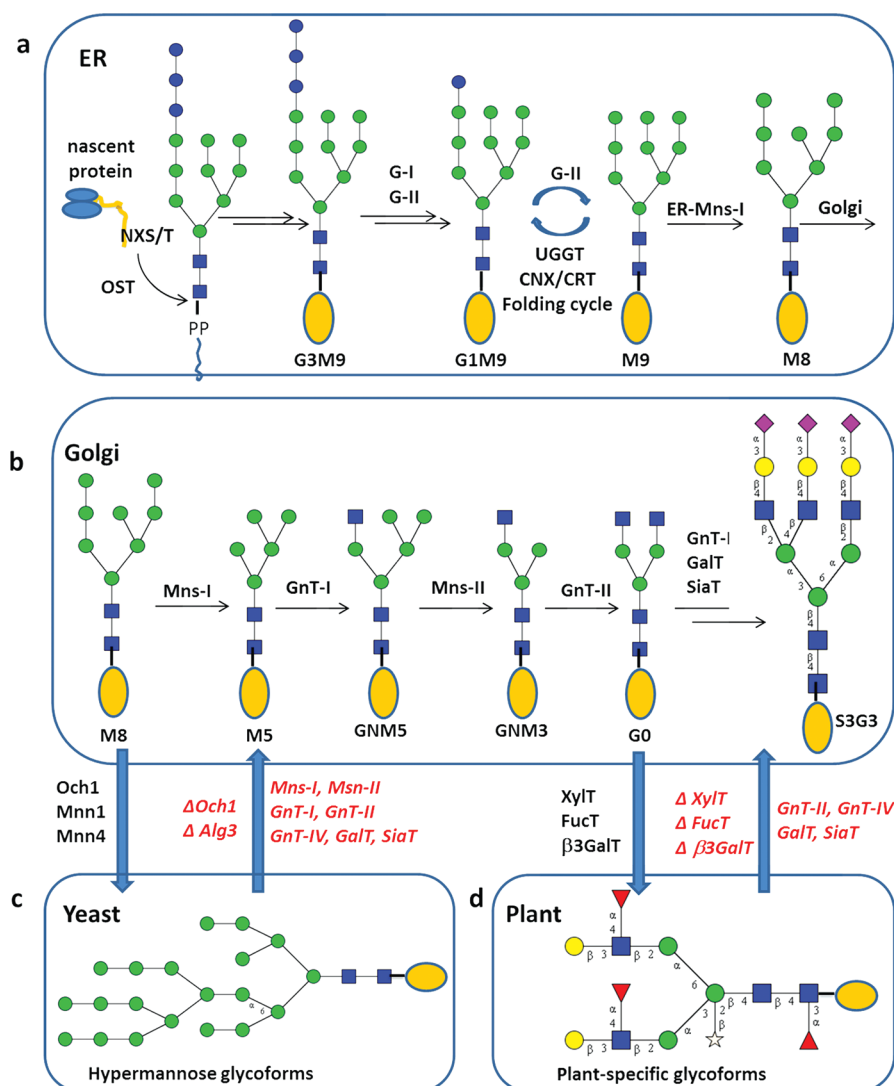 a
ER
nascent
protein
NXS/T
OST
PP
G-I
G-II
G-II
UGGT
CNX/CRT
Folding cycle
ER-Mns-I
Golgi
G3M9
G1M9
M9
M8
b
Golgi
Mns-I
GnT-I
Mns-II
GnT-II
GnT-I
GalT
SiaT
α 3
α 3
α 3
β 4
β 4
β 4
β 2
β 4
β 2
α 3
α 6
β 4
β 4
M8
M5
GNM5
GNM3
G0
S3G3
Och1
Mnn1
Mnn4
ΔOch1
Δ Alg3
Mns-I, Msn-II
GnT-I, GnT-II
GnT-IV, GalT, SiaT
XylT
FucT
β3GalT
Δ XylT
Δ FucT
Δ β3GalT
GnT-II, GnT-IV
GalT, SiaT
c
Yeast
α 6
Hypermannose glycoforms
d
Plant
α 4
β 3 β 2
α 6
β 4 β 4
α 4
3 β
3 α
β 3 β 2 α
Plant-specific glycoforms